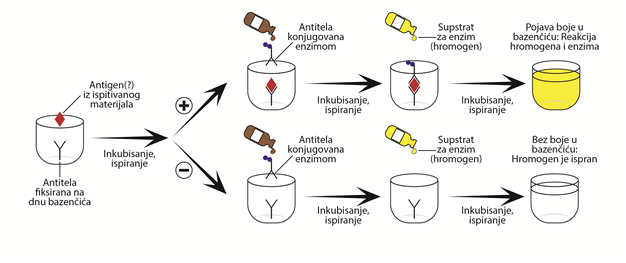 Antigen(?)
iz ispitivanog
materijala
Antitela
fiksirana na
dnu bazenčića
Inkubisanje,
ispiranje
+
Antitela
konjugovana
enzimom
Inkubisanje,
ispiranje
Supstrat
za enzim
(hromogen)
Inkubisanje,
ispiranje
Pojava boje u
bazenčiću: Reakcija
hromogena i enzima
−
Antitela
konjugovana
enzimom
Inkubisanje,
ispiranje
Supstrat
za enzim
(hromogen)
Inkubisanje,
ispiranje
Bez boje u
bazenčiću:
Hromogen je ispran